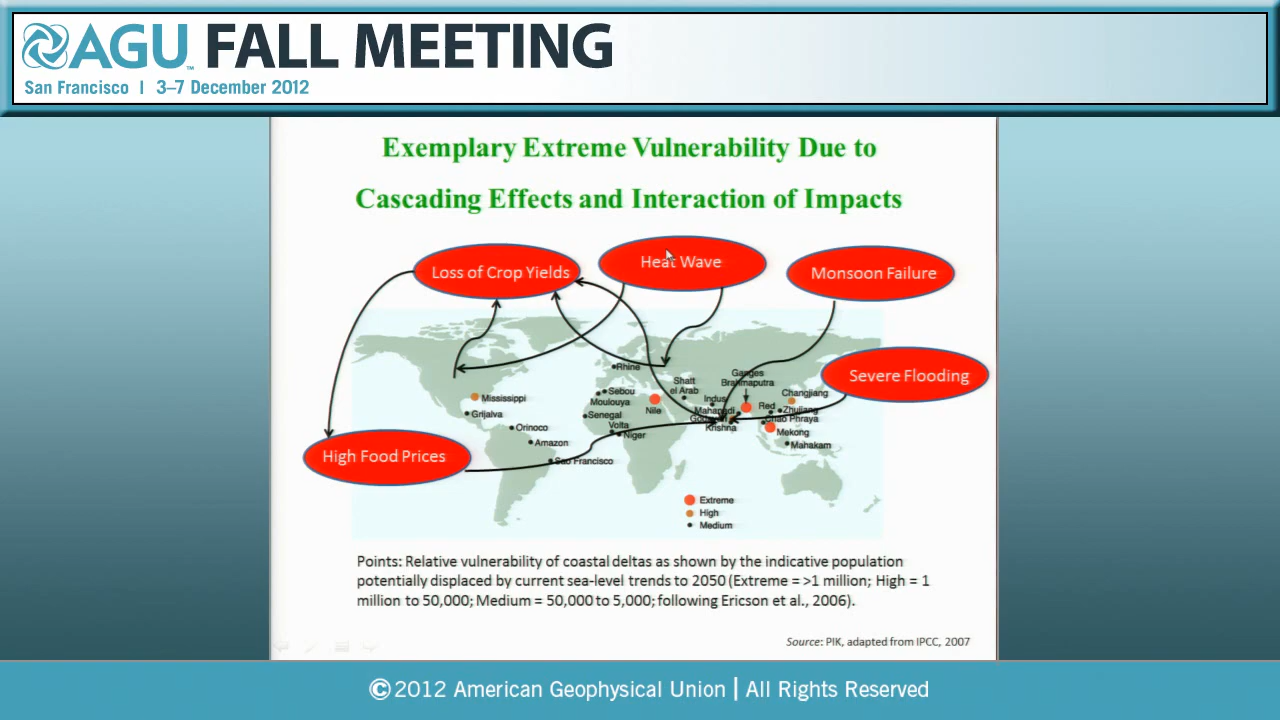 AGU FALL MEETING
™
San Francisco | 3–7 December 2012
Exemplary Extreme Vulnerability Due to
Cascading Effects and Interaction of Impacts
Loss of Crop Yields
Heat Wave
Monsoon Failure
Severe Flooding
High Food Prices
Rhine
Ganges
Brahmaputra
Shatt
el Arab
Changjiang
Mississippi
Sebou
Moulouya
Indus
Nile
Mahanadi
Red
Zhujiang
Grijalva
Senegal
Chao Phraya
Krishna
Orinoco
Volta
Niger
Mekong
Amazon
Mahakam
Sao Francisco
Extreme
High
Medium
Points: Relative vulnerability of coastal deltas as shown by the indicative population
potentially displaced by current sea-level trends to 2050 (Extreme = >1 million; High = 1
million to 50,000; Medium = 50,000 to 5,000; following Ericson et al., 2006).
Source: PIK, adapted from IPCC, 2007
©2012 American Geophysical Union | All Rights Reserved